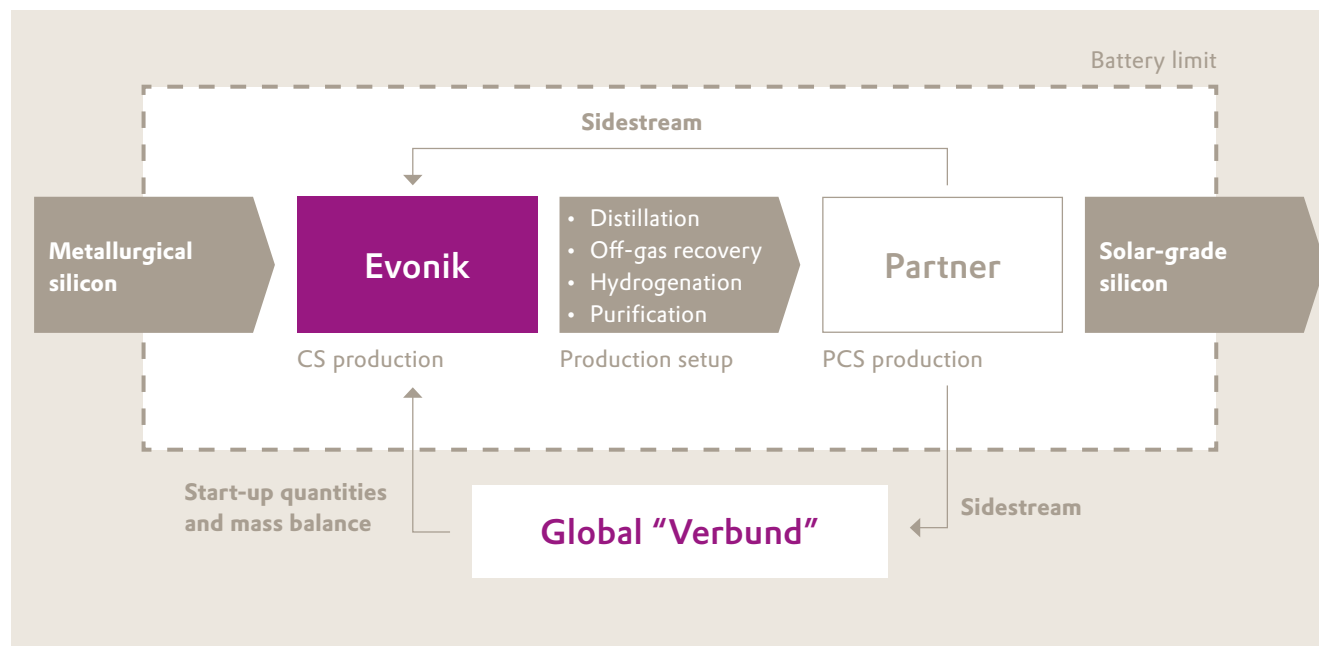 Battery limit
Sidestream
Metallurgical
silicon
Evonik
• Distillation
• Off-gas recovery
• Hydrogenation
• Purification
Partner
Solar-grade
silicon
CS production
Production setup
PCS production
Start-up quantities
and mass balance
Global “Verbund”
Sidestream